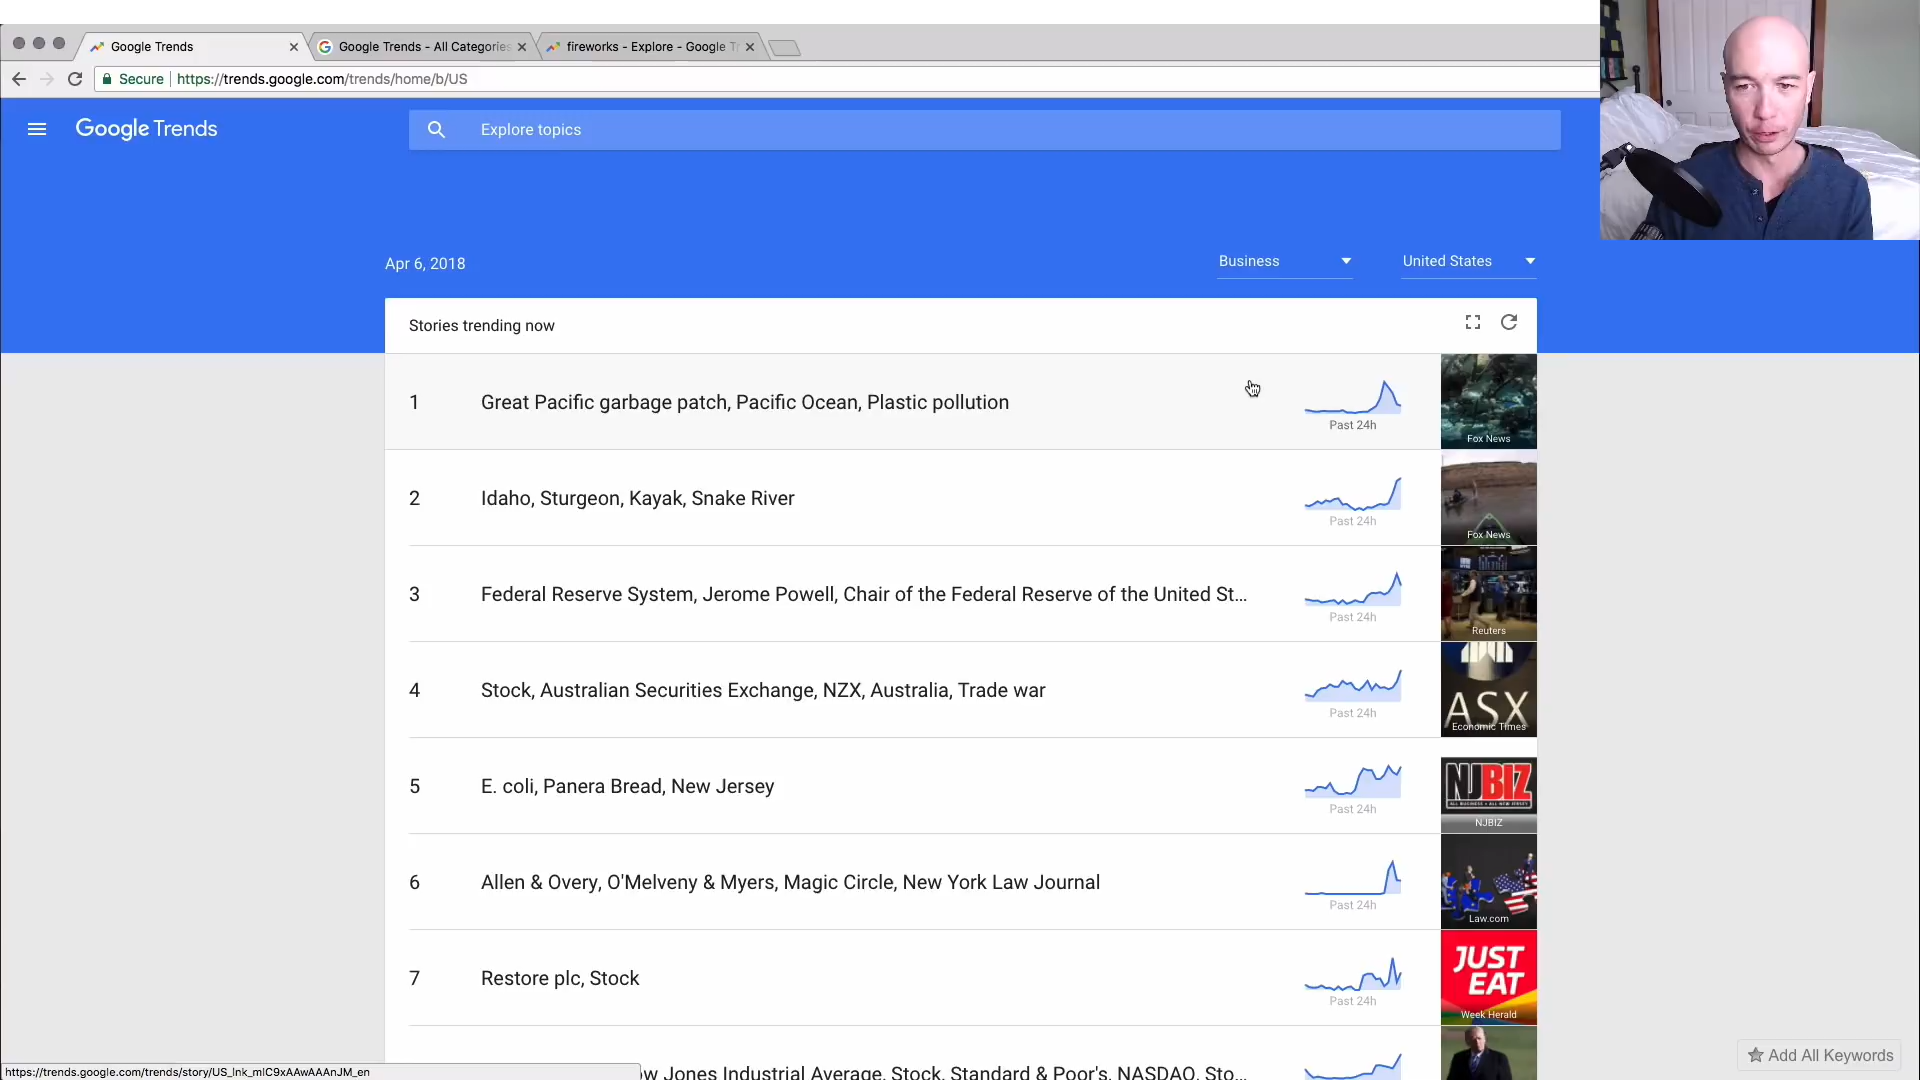 Google Trends
Google Trends - All Categories
fireworks - Explore - Google Tr
Secure https://trends.google.com/trends/home/b/US
Google Trends
Explore topics
Apr 6, 2018
Business
United States
Stories trending now
1 Great Pacific garbage patch, Pacific Ocean, Plastic pollution
Past 24h
Fox News
2 Idaho, Sturgeon, Kayak, Snake River
Past 24h
Fox News
3 Federal Reserve System, Jerome Powell, Chair of the Federal Reserve of the United St...
Past 24h
Reuters
4 Stock, Australian Securities Exchange, NZX, Australia, Trade war
Past 24h
ASX
Economic Times
5 E. coli, Panera Bread, New Jersey
Past 24h
NJBIZ
ALL BUSINESS • ALL NEW JERSEY
NJBIZ
6 Allen & Overy, O'Melveny & Myers, Magic Circle, New York Law Journal
Past 24h
Law.com
7 Restore plc, Stock
Past 24h
JUST
EAT
Week Herald
Add All Keywords
https://trends.google.com/trends/story/US_lnk_mIC9xAAwAAAnJM_en
ow Jones Industrial Average, Stock, Standard & Poor's, NASDAQ, Sto...